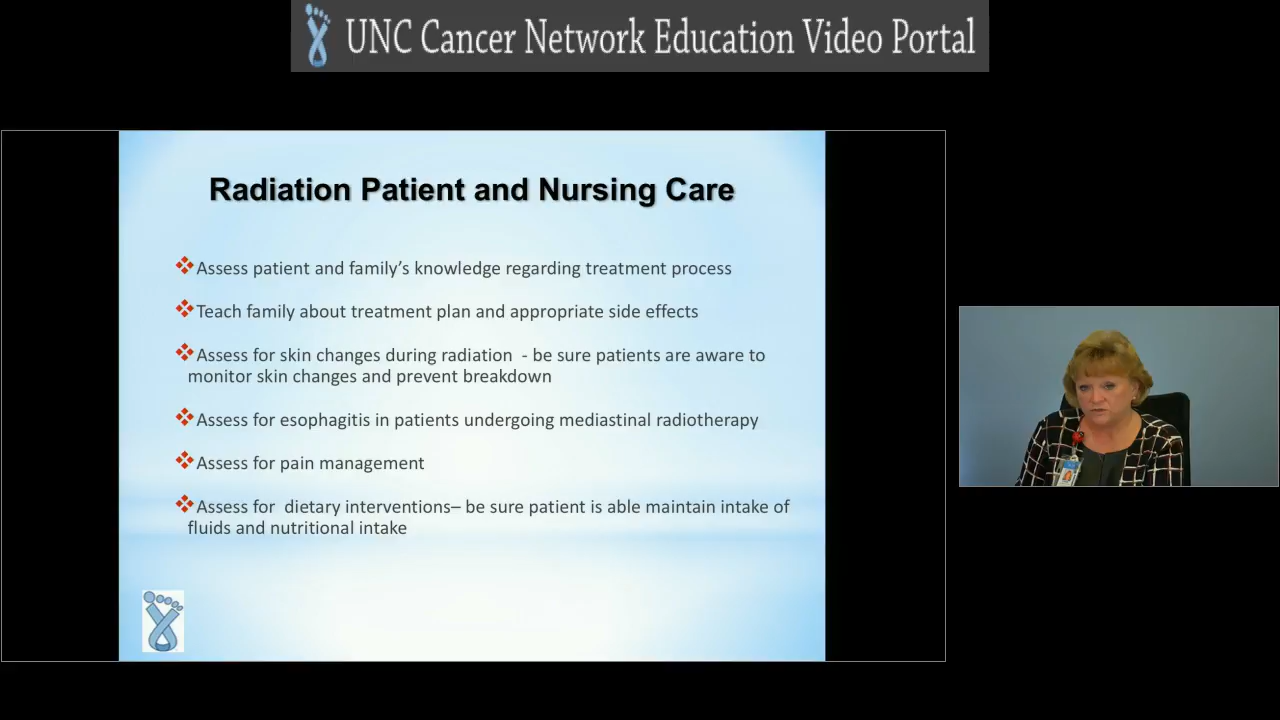 UNC Cancer Network Education Video Portal
Radiation Patient and Nursing Care
Assess patient and family’s knowledge regarding treatment process
Teach family about treatment plan and appropriate side effects
Assess for skin changes during radiation - be sure patients are aware to
monitor skin changes and prevent breakdown
Assess for esophagitis in patients undergoing mediastinal radiotherapy
Assess for pain management
Assess for dietary interventions– be sure patient is able maintain intake of
fluids and nutritional intake